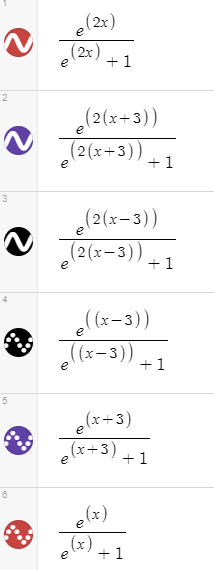 1
e^(2x)
e^(2x) + 1
2
e^(2(x+3))
e^(2(x+3)) + 1
3
e^(2(x−3))
e^(2(x−3)) + 1
4
e^((x−3))
e^((x−3)) + 1
5
e^(x+3)
e^(x+3) + 1
6
e^(x)
e^(x) + 1